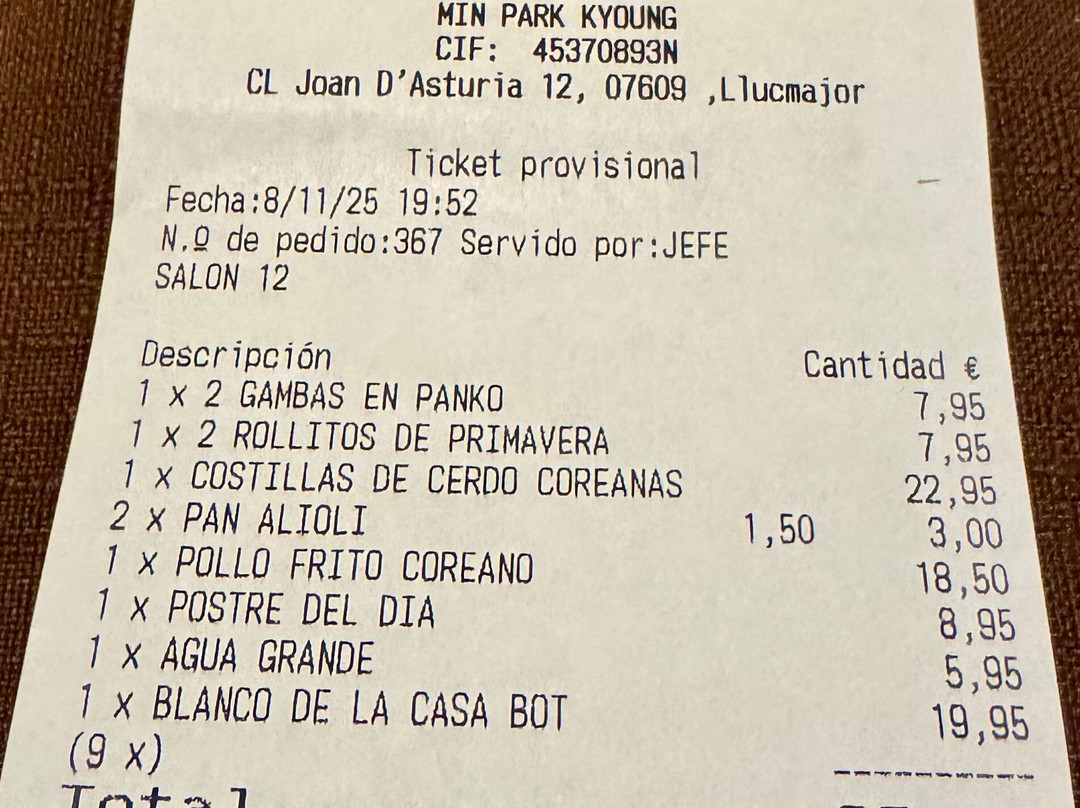 MIN PARK KYOUNG
CIF: 45370893N
CL Joan D'Asturia 12, 07609 ,Llucmajor
Ticket provisional
Fecha:8/11/25 19:52
N.º de pedido:367 Servido por:JEFE
SALON 12
Descripción Cantidad €
1 x 2 GAMBAS EN PANKO 7,95
1 x 2 ROLLITOS DE PRIMAVERA 7,95
1 x COSTILLAS DE CERDO COREANAS 22,95
2 x PAN ALIOLI 1,50 3,00
1 x POLLO FRITO COREANO 18,50
1 x POSTRE DEL DIA 8,95
1 x AGUA GRANDE 5,95
1 x BLANCO DE LA CASA BOT 19,95
(9 x)
Total